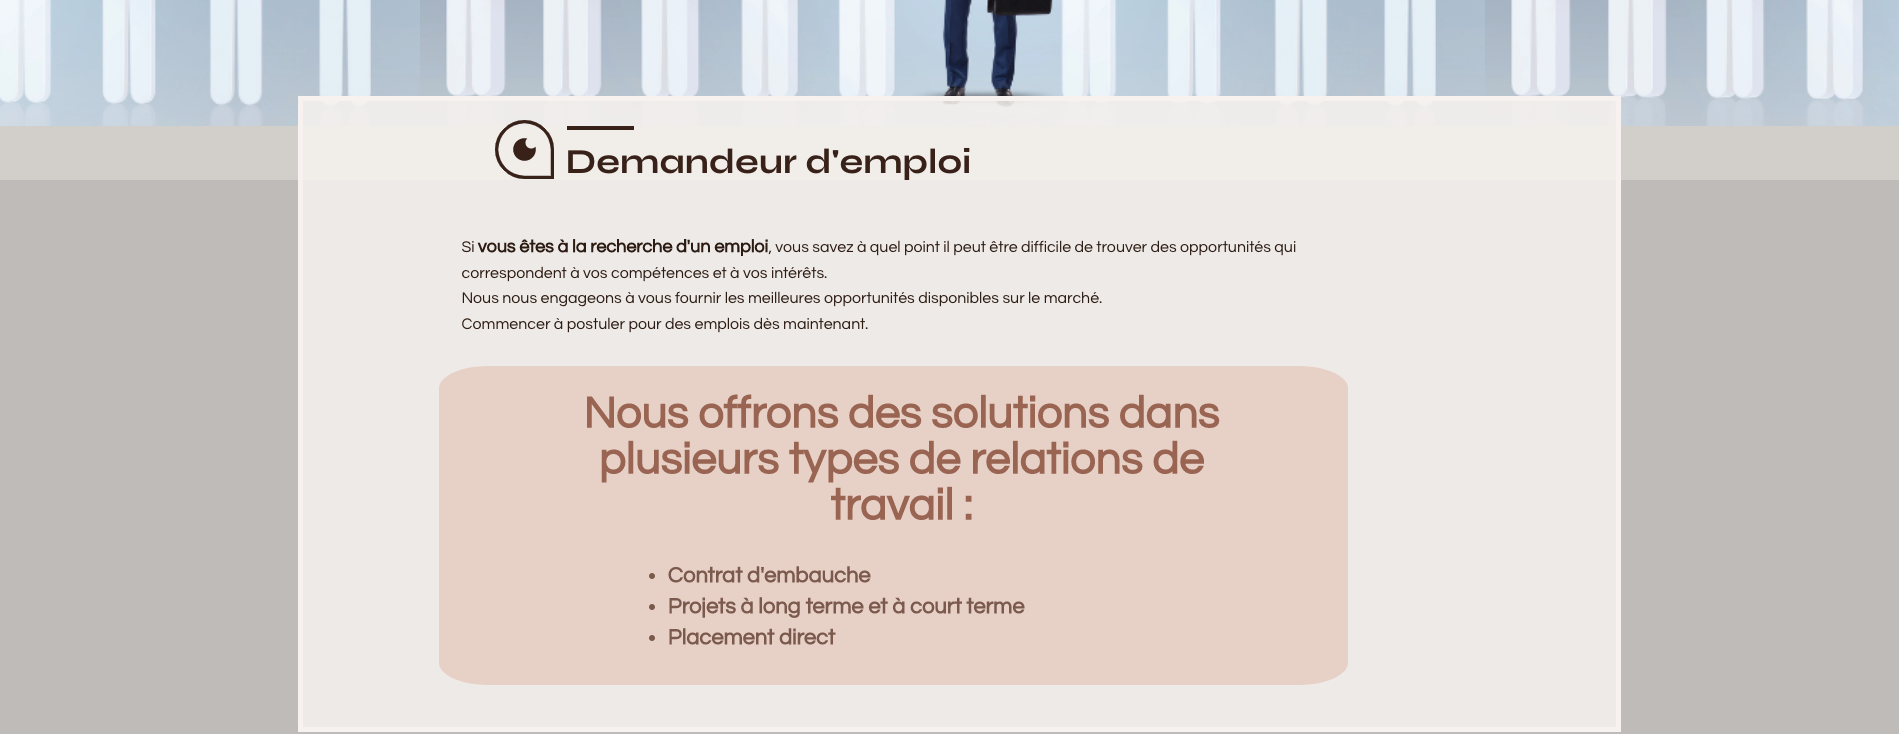 Demandeur d'emploi
Si vous êtes à la recherche d'un emploi, vous savez à quel point il peut être difficile de trouver des opportunités qui
correspondent à vos compétences et à vos intérêts.
Nous nous engageons à vous fournir les meilleures opportunités disponibles sur le marché.
Commencer à postuler pour des emplois dès maintenant.
Nous offrons des solutions dans
plusieurs types de relations de
travail :
• Contrat d'embauche
• Projets à long terme et à court terme
• Placement direct